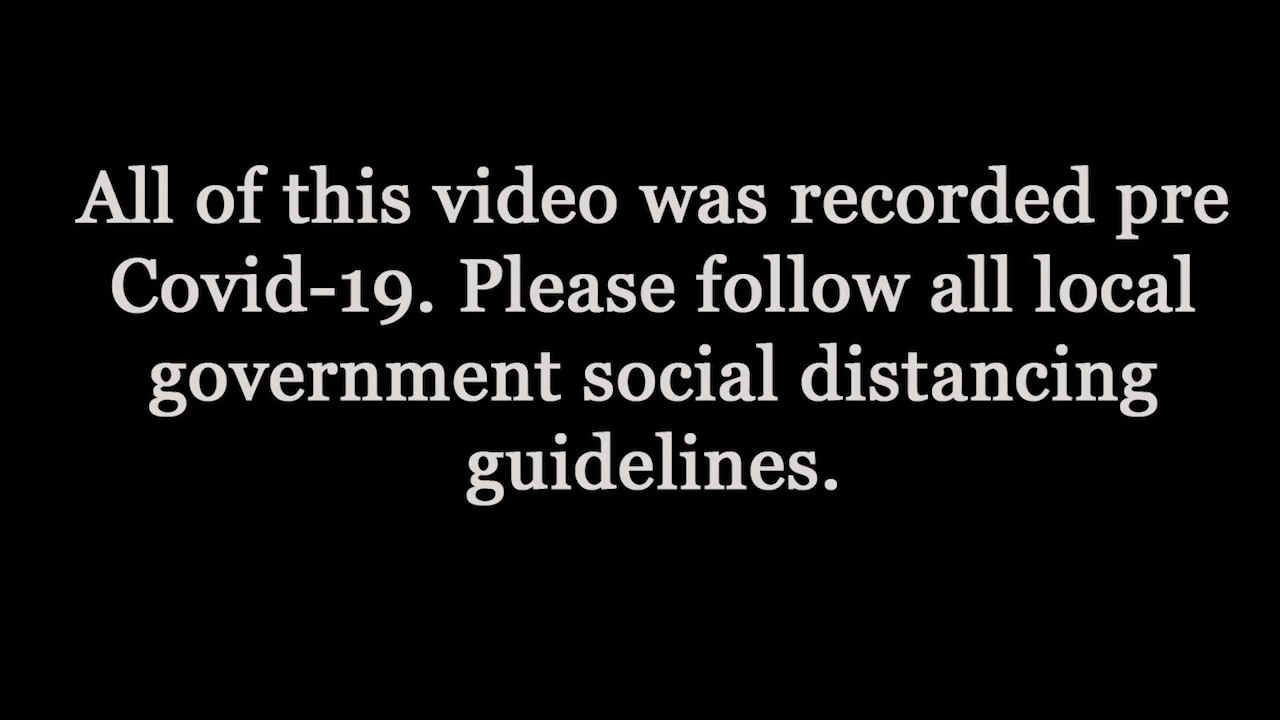 All of this video was recorded pre
Covid-19. Please follow all local
government social distancing
guidelines.